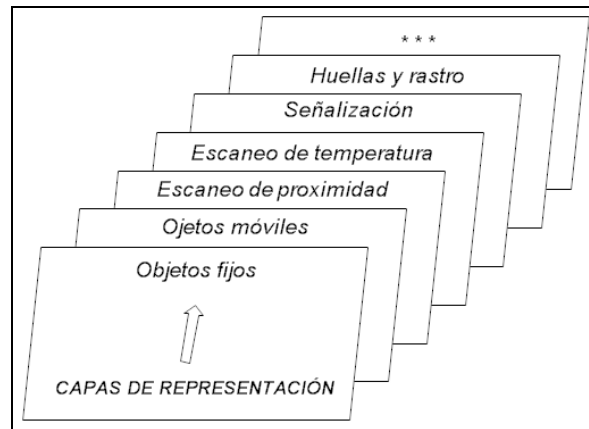 * * *
Huellas y rastro
Señalización
Escaneo de temperatura
Escaneo de proximidad
Ojetos móviles
Objetos fijos
CAPAS DE REPRESENTACIÓN